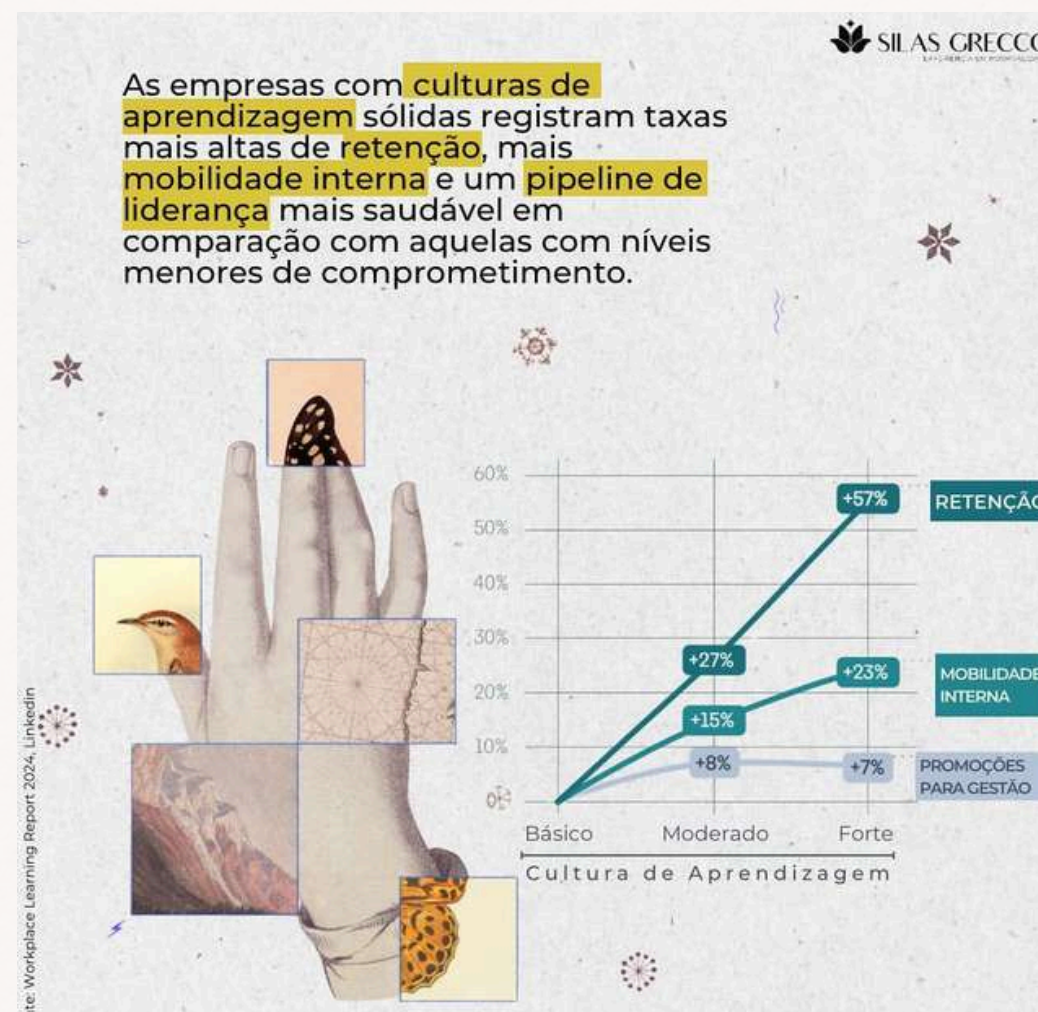 SILAS GRECCO
As empresas com culturas de
aprendizagem sólidas registram taxas
mais altas de retenção, mais
mobilidade interna e um pipeline de
liderança mais saudável em
comparação com aquelas com níveis
menores de comprometimento.
60%
50%
40%
30%
20%
10%
+57%
+27%
+23%
+15%
+8%
+7%
RETENÇÃO
MOBILIDADE
INTERNA
PROMOÇÕES
PARA GESTÃO
Básico Moderado Forte
Cultura de Aprendizagem
te: Workplace Learning Report 2024, Linkedin